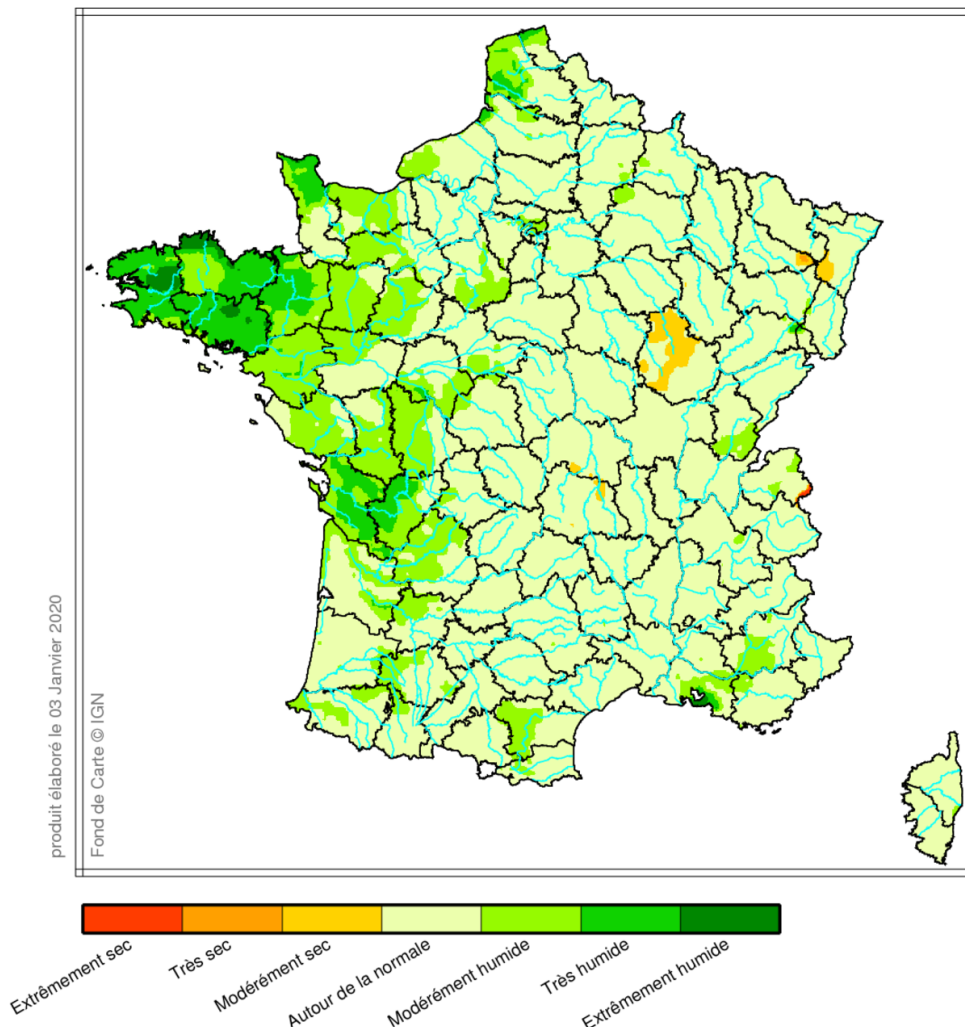 produit élaboré le 03 Janvier 2020
Fond de Carte © IGN
Extrêmement sec
Très sec
Modérément sec
Autour de la normale
Modérément humide
Très humide
Extrêmement humide